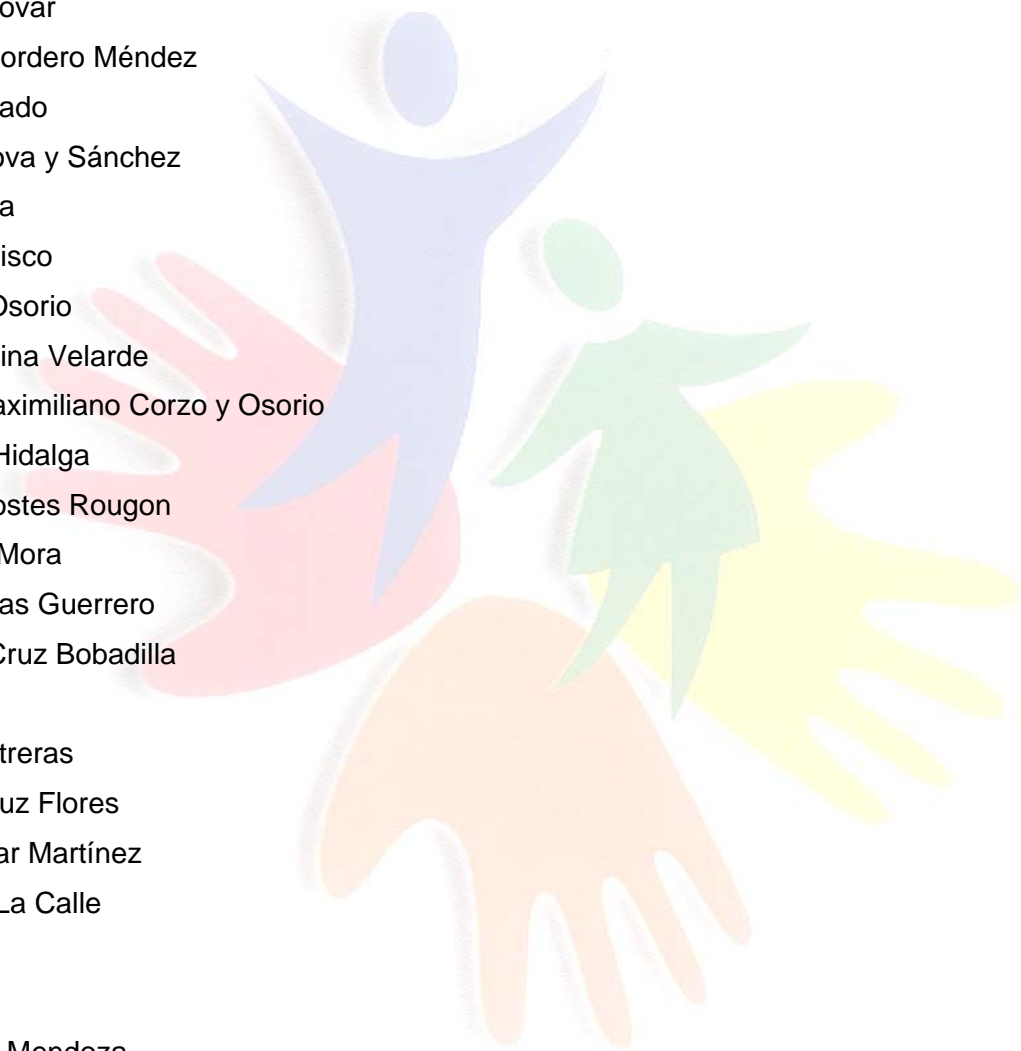 ovar
ordero Méndez
ado
ova y Sánchez
a
isco
Osorio
ina Velarde
aximiliano Corzo y Osorio
Hidalga
ostes Rougon
Mora
as Guerrero
Cruz Bobadilla
treras
uz Flores
ar Martínez
La Calle
Mendoza